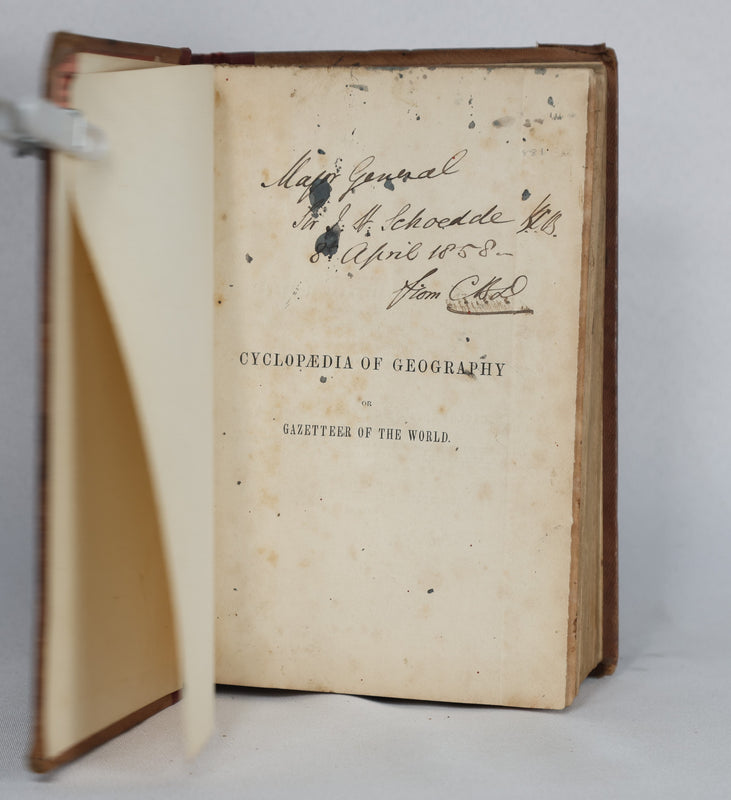 Major General
Sir J. H. Schoedde K.C.B.
8 April 1858-
from
CYCLOPÆDIA OF GEOGRAPHY
OR
GAZETTEER OF THE WORLD.